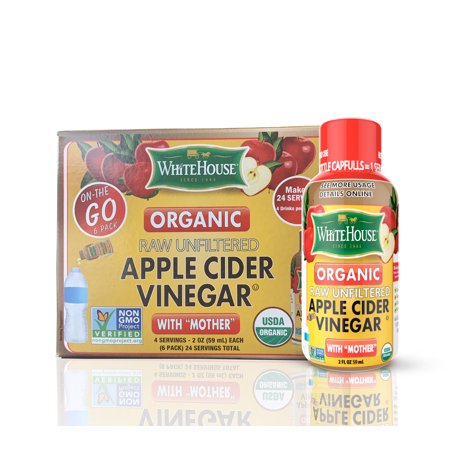 ON-THE
GO
6 PACK
WHITEHOUSE
SINCE 1908
ORGANIC
RAW UNFILTERED
APPLE CIDER
VINEGAR
WITH "MOTHER"
4 SERVINGS - 2 OZ (59 mL) EACH
(6 PACK) 24 SERVINGS TOTAL
NON
GMO
Project
VERIFIED
nongmoproject.org
USDA
ORGANIC
24 SERV
SEE MORE USAGE
DETAILS ONLINE
WHITEHOUSE
ORGANIC
RAW UNFILTERED
APPLE CIDER
VINEGAR
WITH "MOTHER"
2 FL OZ 59 mL